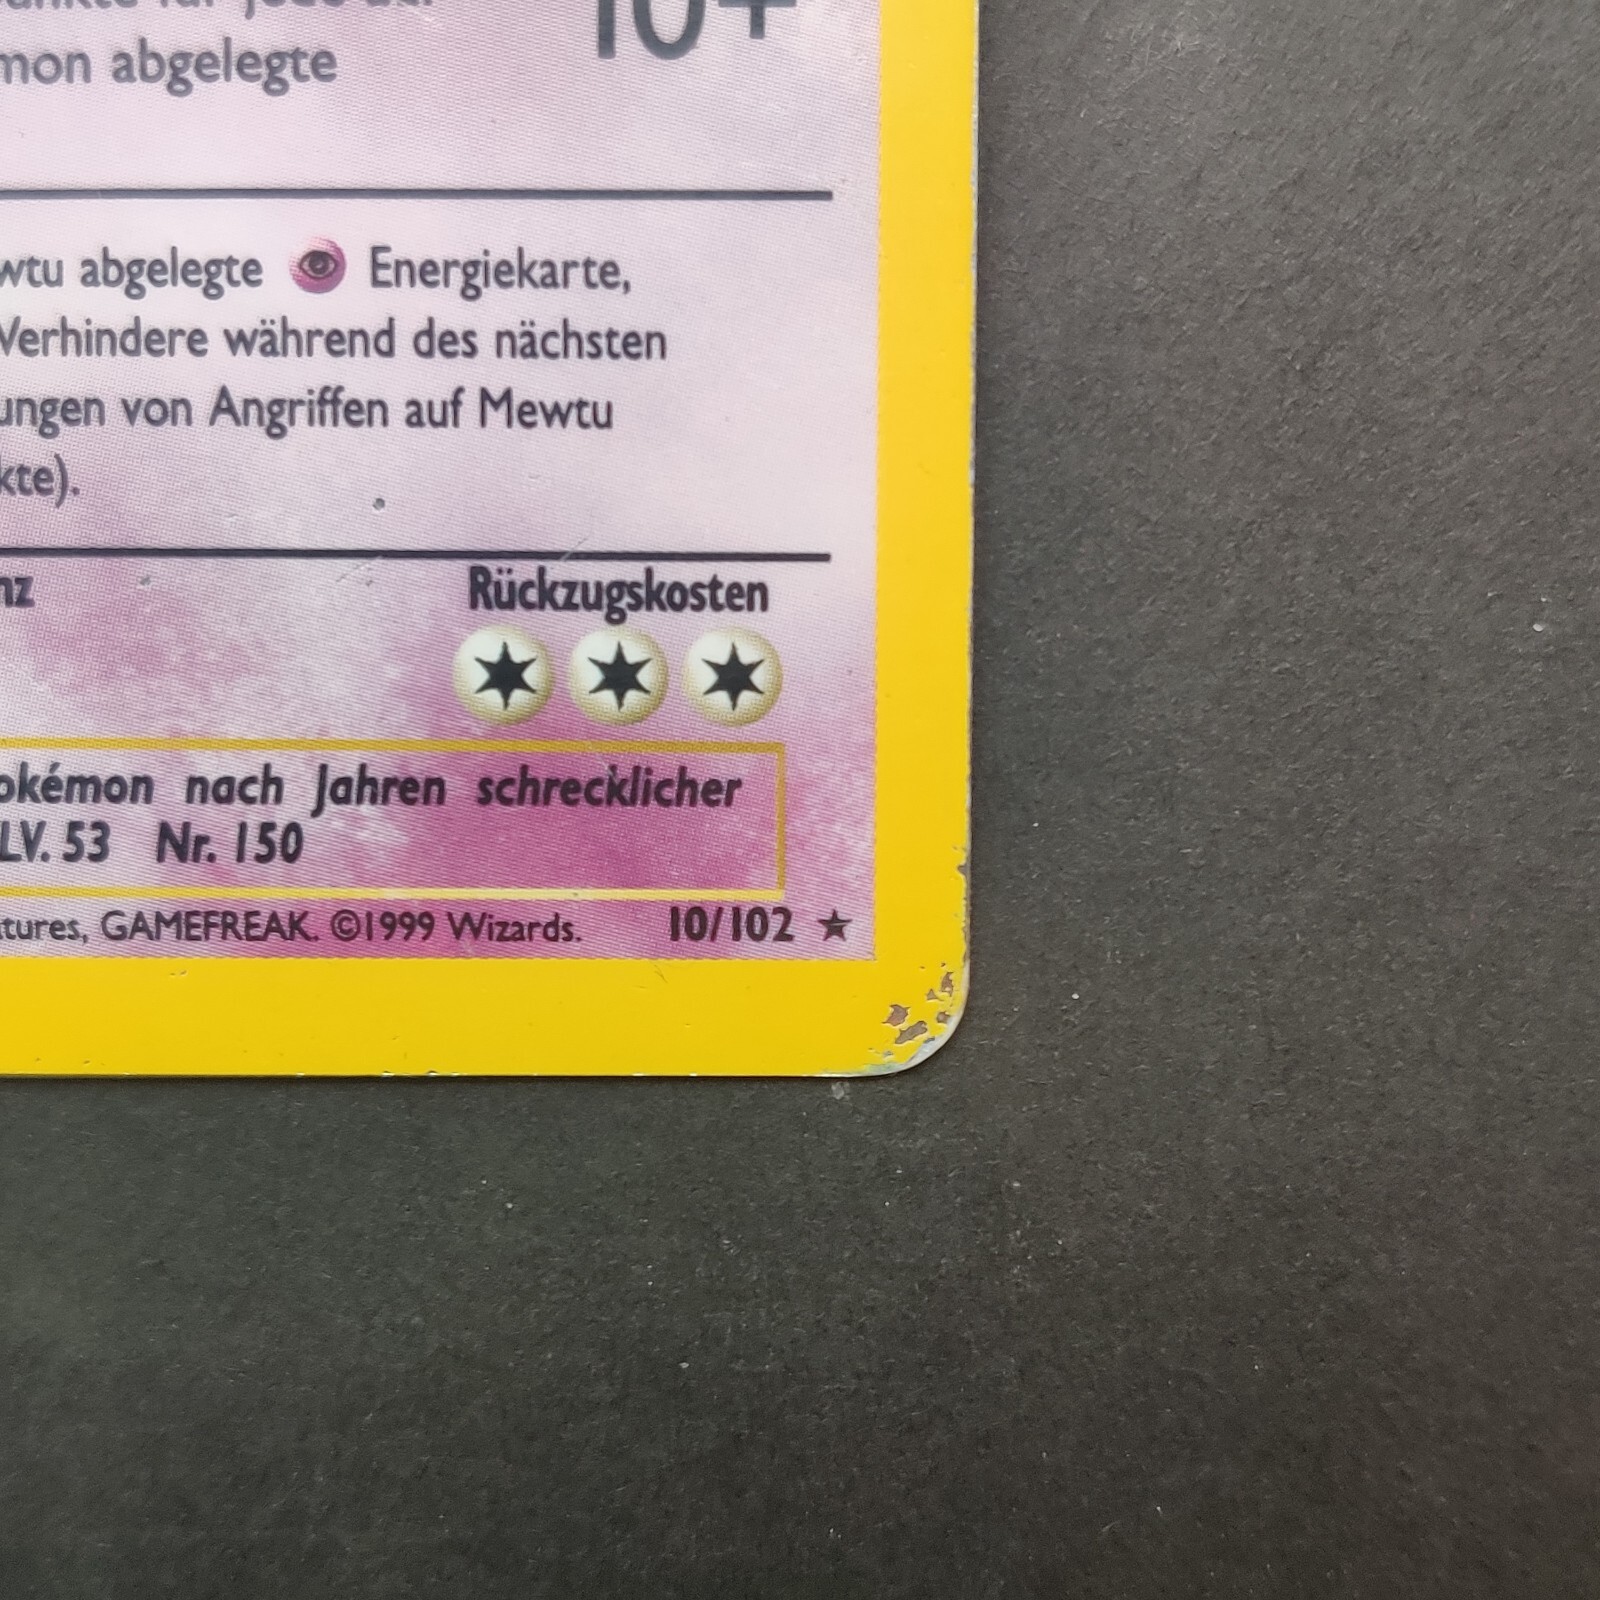 10+
mon abgelegte
wtu abgelegte Energiekarte,
Verhindere während des nächsten
ungen von Angriffen auf Mewtu
kte).
nz Rückzugskosten
okémon nach Jahren schrecklicher
LV. 53 Nr. 150
tures, GAMEFREAK. ©1999 Wizards. 10/102 ★